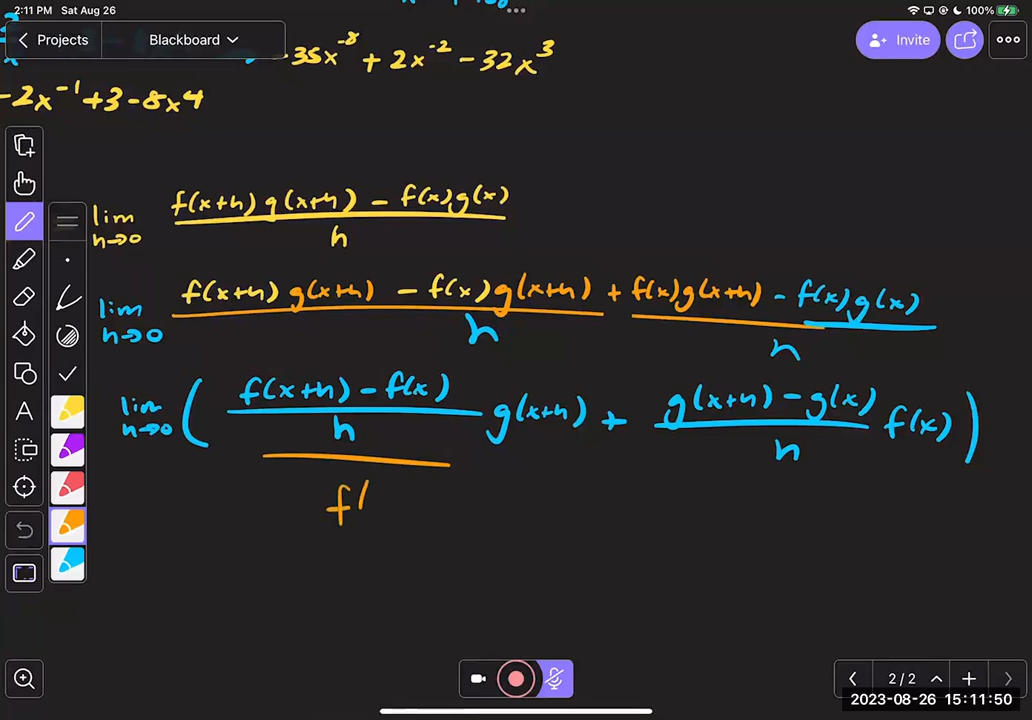 2:11 PM Sat Aug 26
100%
Projects
Blackboard
Invite
-35x^-8 + 2x^-2 - 32x^3
-2x^-1 + 3 - 8x^4
lim h→0 f(x+h)g(x+h) - f(x)g(x) / h
lim h→0 f(x+h)g(x+h) - f(x)g(x+h) / h + f(x)g(x+h) - f(x)g(x) / h
lim h→0 ( f(x+h) - f(x) / h g(x+h) + g(x+h) - g(x) / h f(x) )
f'
2 / 2
2023-08-26 15:11:50